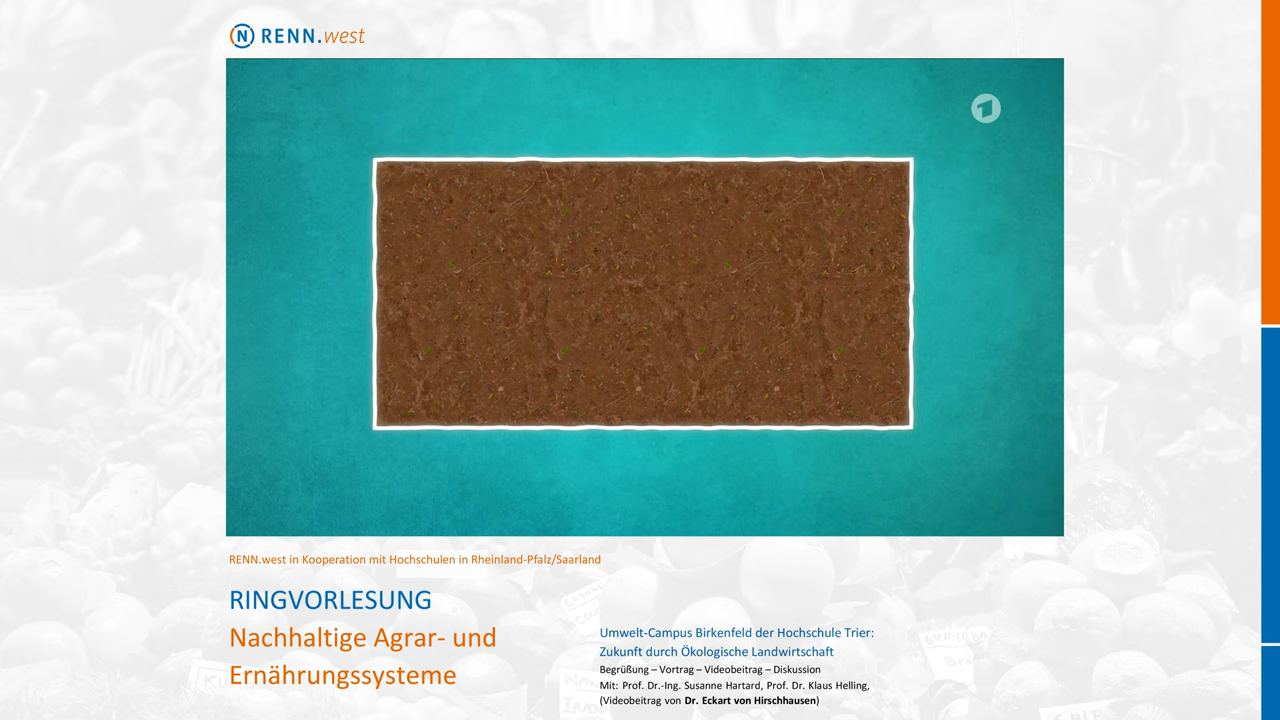 RENN.west
RENN.west in Kooperation mit Hochschulen in Rheinland-Pfalz/Saarland
RINGVORLESUNG
Nachhaltige Agrar- und
Ernährungssysteme
Umwelt-Campus Birkenfeld der Hochschule Trier:
Zukunft durch Ökologische Landwirtschaft
Begrüßung – Vortrag – Videobeitrag – Diskussion
Mit: Prof. Dr.-Ing. Susanne Hartard, Prof. Dr. Klaus Helling,
(Videobeitrag von Dr. Eckart von Hirschhausen)